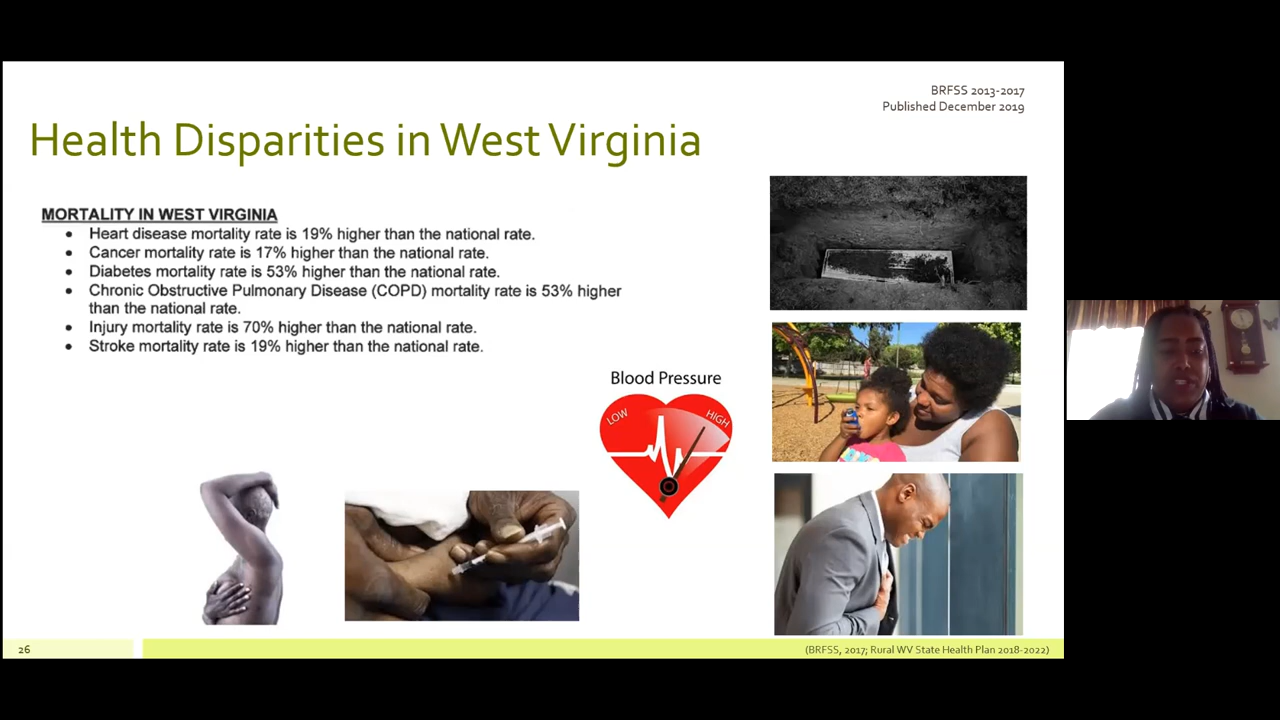 BRFSS 2013-2017
Published December 2019
Health Disparities in West Virginia
MORTALITY IN WEST VIRGINIA
• Heart disease mortality rate is 19% higher than the national rate.
• Cancer mortality rate is 17% higher than the national rate.
• Diabetes mortality rate is 53% higher than the national rate.
• Chronic Obstructive Pulmonary Disease (COPD) mortality rate is 53% higher
than the national rate.
• Injury mortality rate is 70% higher than the national rate.
• Stroke mortality rate is 19% higher than the national rate.
Blood Pressure
LOW
HIGH
26
(BRFSS, 2017; Rural WV State Health Plan 2018-2022)